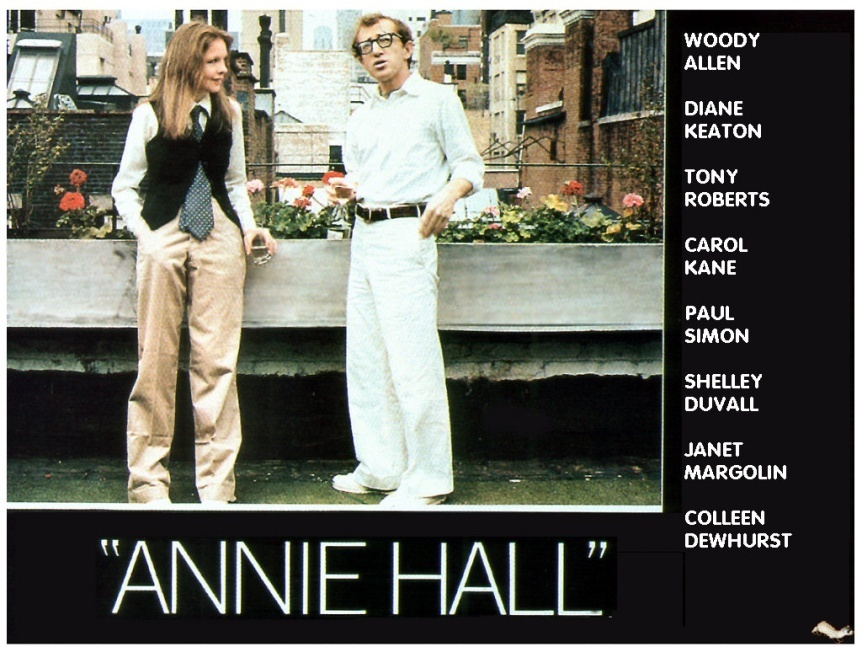 WOODY
ALLEN
DIANE
KEATON
TONY
ROBERTS
CAROL
KANE
PAUL
SIMON
SHELLEY
DUVALL
JANET
MARGOLIN
COLLEEN
DEWHURST
"ANNIE HALL"